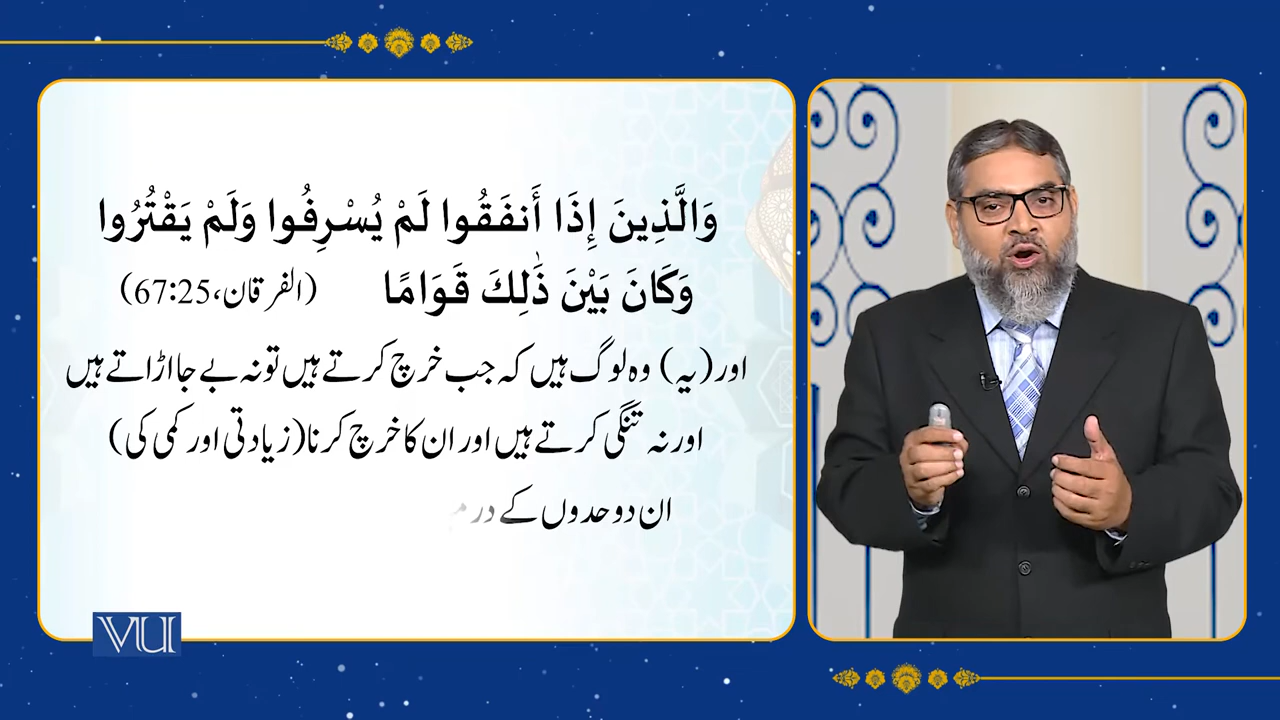 وَالَّذِينَ إِذَا أَنفَقُوا لَمْ يُسْرِفُوا وَلَمْ يَقْتُرُوا
وَكَانَ بَيْنَ ذَٰلِكَ قَوَامًا (الفرقان،67:25)
اور (یہ) وہ لوگ ہیں کہ جب خرچ کرتے ہیں تو نہ بے جا اڑاتے ہیں
اور نہ تنگی کرتے ہیں اور ان کا خرچ کرنا (زیادتی اور کمی کی)
ان دو حدوں کے
VU